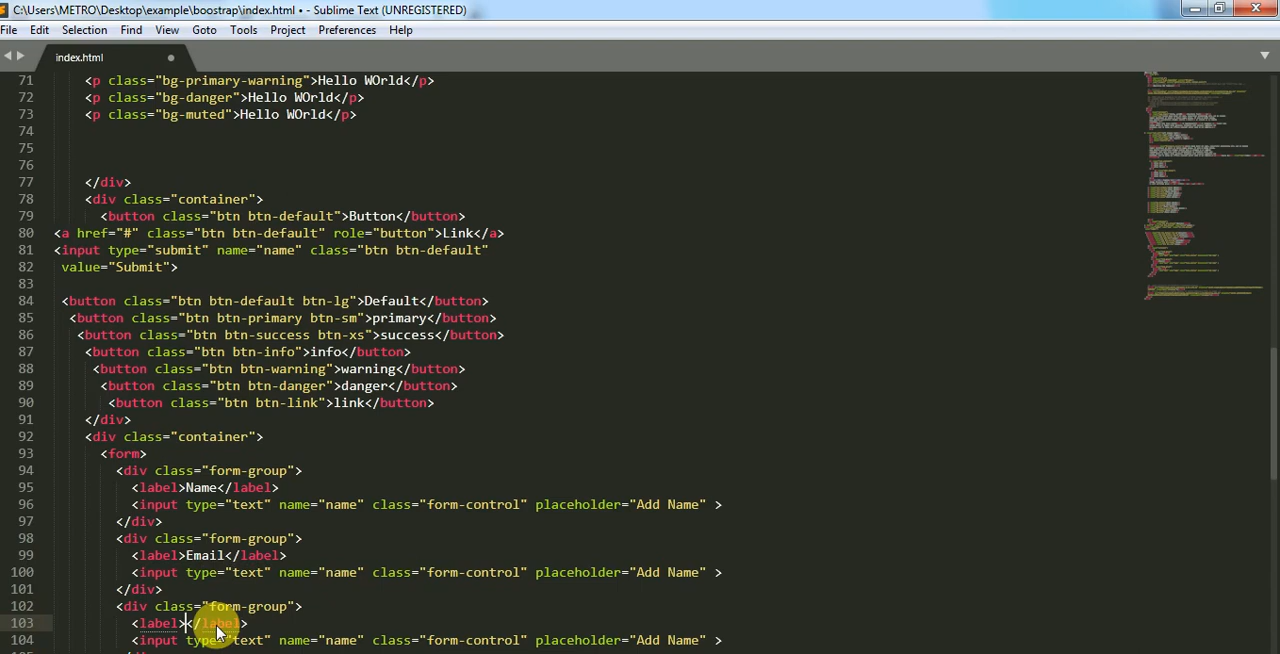 C:\Users\METRO\Desktop\example\boostrap\index.html • - Sublime Text (UNREGISTERED)
File Edit Selection Find View Goto Tools Project Preferences Help
index.html
71 <p class="bg-primary-warning">Hello WOrld</p>
72 <p class="bg-danger">Hello WOrld</p>
73 <p class="bg-muted">Hello WOrld</p>
74
75
76
77 </div>
78 <div class="container">
79 <button class="btn btn-default">Button</button>
80 <a href="#" class="btn btn-default" role="button">Link</a>
81 <input type="submit" name="name" class="btn btn-default"
82 value="Submit">
83
84 <button class="btn btn-default btn-lg">Default</button>
85 <button class="btn btn-primary btn-sm">primary</button>
86 <button class="btn btn-success btn-xs">success</button>
87 <button class="btn btn-info">info</button>
88 <button class="btn btn-warning">warning</button>
89 <button class="btn btn-danger">danger</button>
90 <button class="btn btn-link">link</button>
91 </div>
92 <div class="container">
93 <form>
94 <div class="form-group">
95 <label>Name</label>
96 <input type="text" name="name" class="form-control" placeholder="Add Name" >
97 </div>
98 <div class="form-group">
99 <label>Email</label>
100 <input type="text" name="name" class="form-control" placeholder="Add Name" >
101 </div>
102 <div class="form-group">
103 <label></label>
104 <input type="text" name="name" class="form-control" placeholder="Add Name" >